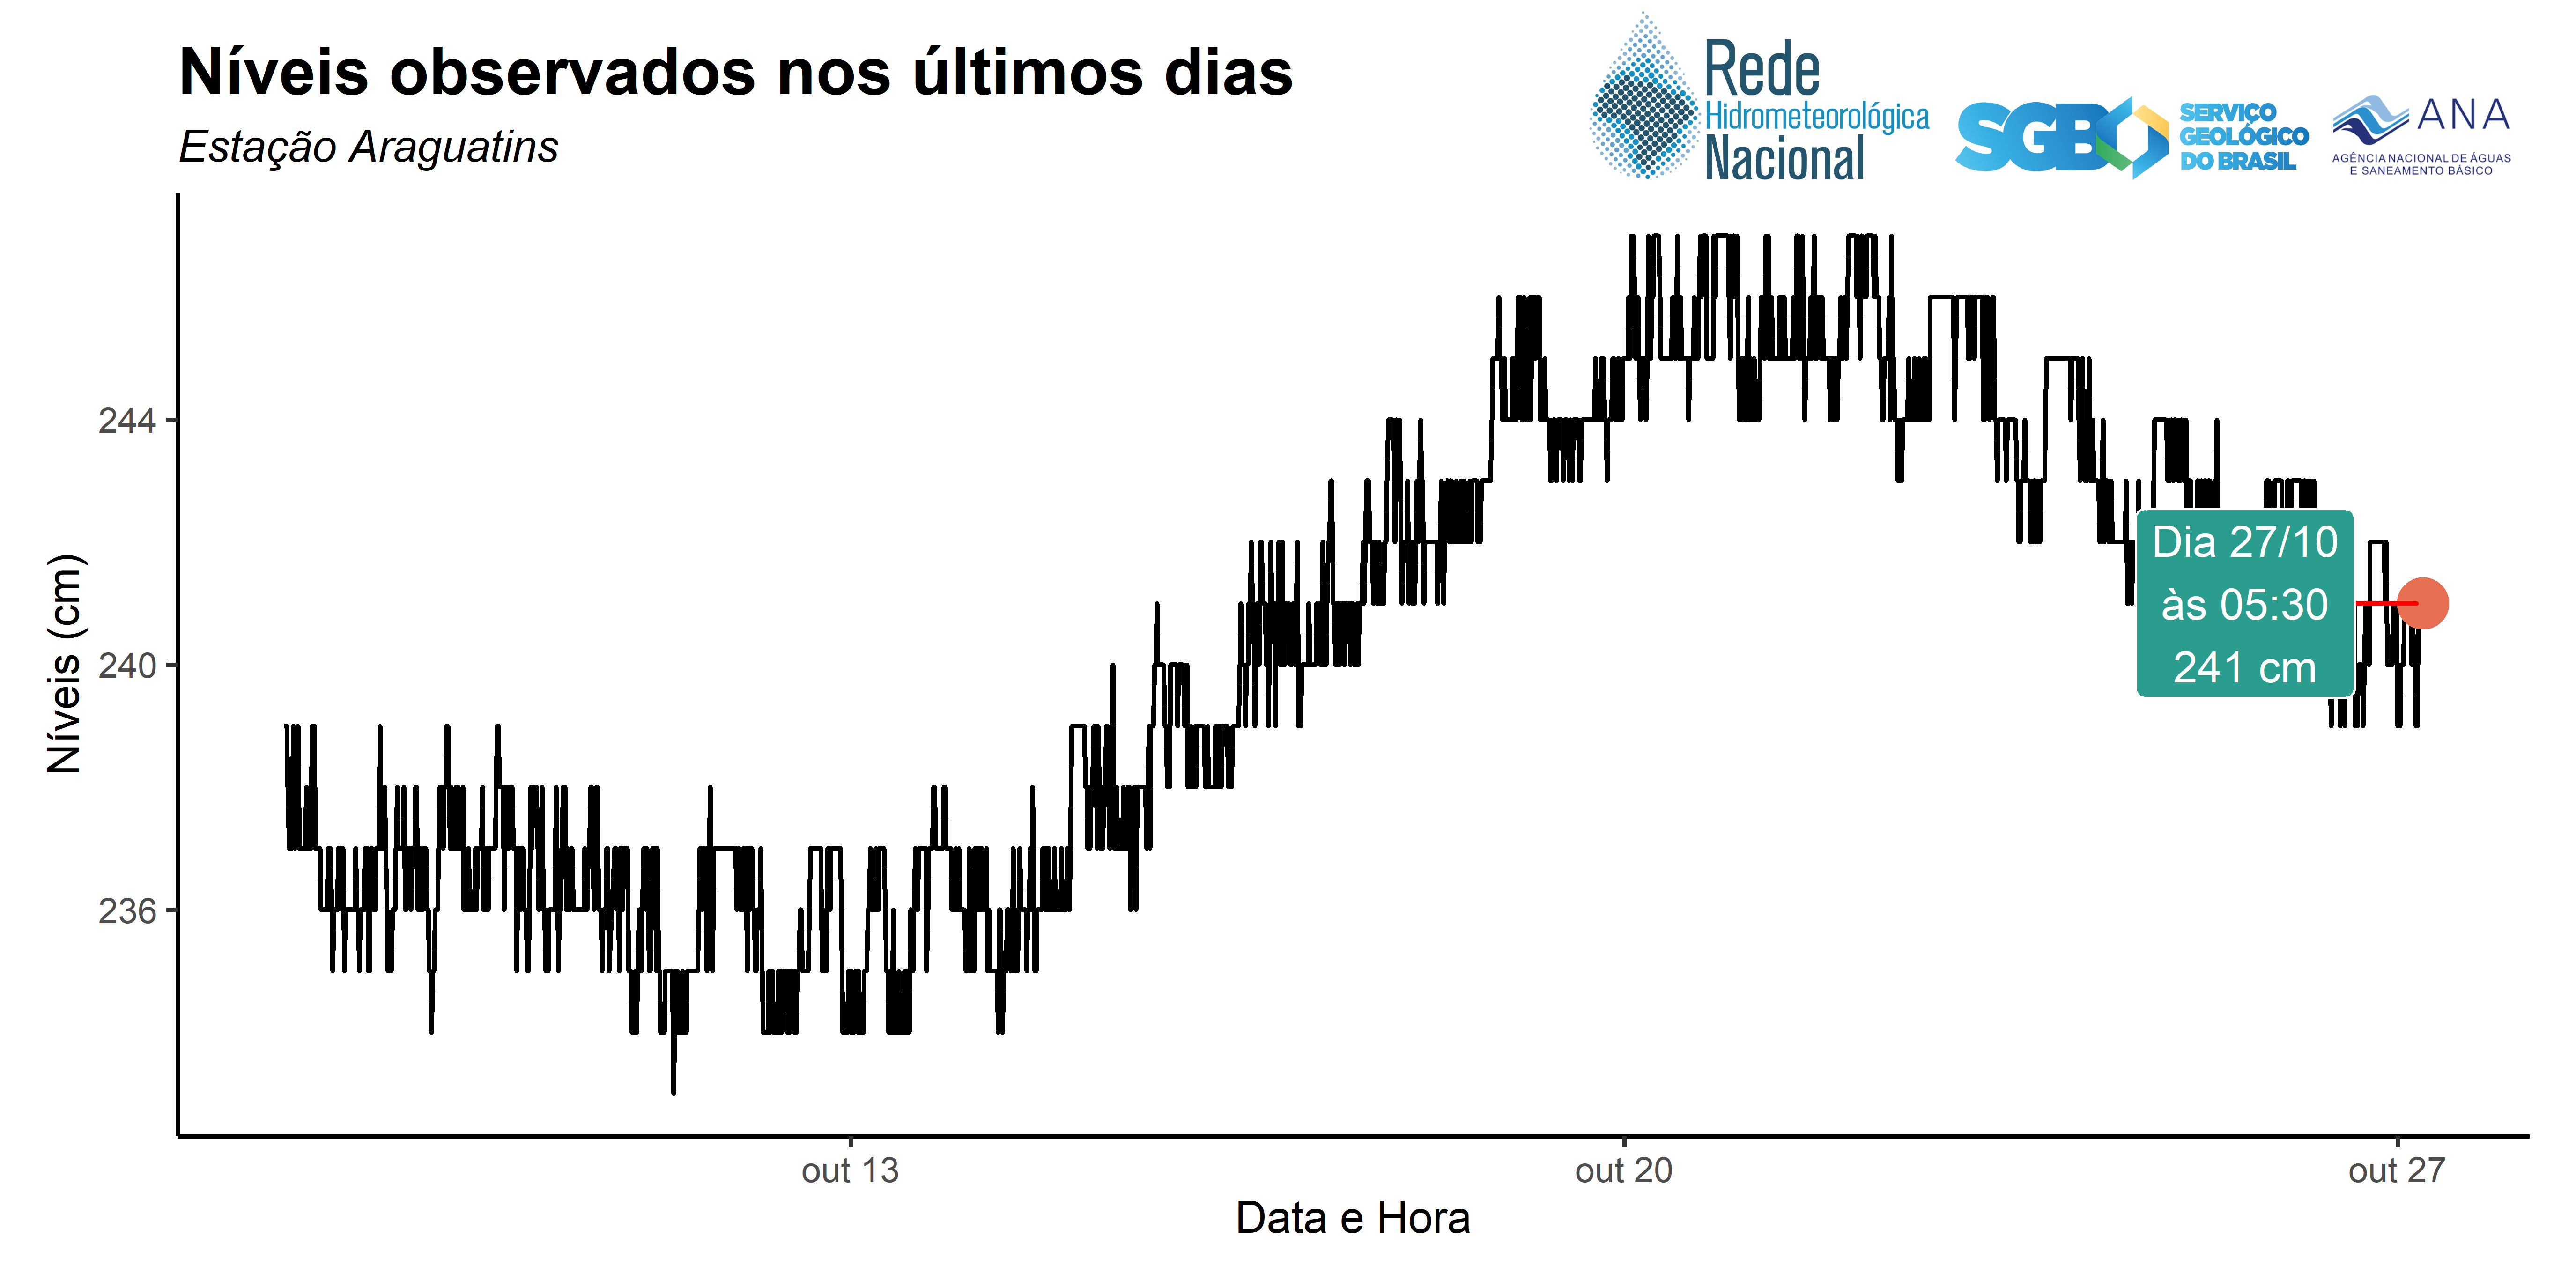 Níveis observados nos últimos dias
Estação Araguatins
Rede
Hidrometeorológica
Nacional
SGB
SERVIÇO
GEOLÓGICO
DO BRASIL
ANA
AGÊNCIA NACIONAL DE ÁGUAS
E SANEAMENTO BÁSICO
Níveis (cm)
244
240
236
Dia 27/10
às 05:30
241 cm
out 13
out 20
out 27
Data e Hora